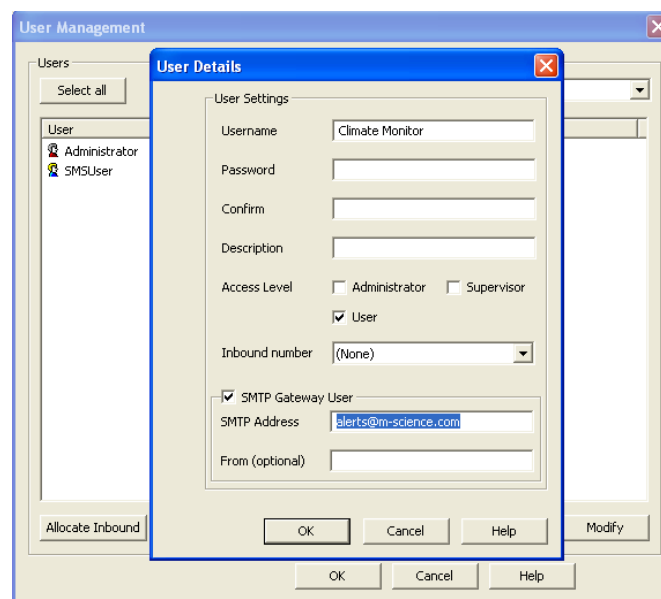 User Management
Users
Select all
User Details
User Settings
User
Administrator
SMSUser
Username
Climate Monitor
Password
Confirm
Description
Access Level
Administrator
Supervisor
User
Inbound number
(None)
SMTP Gateway User
SMTP Address
alerts@m-science.com
From (optional)
Allocate Inbound
OK
Cancel
Help
Modify
OK
Cancel
Help